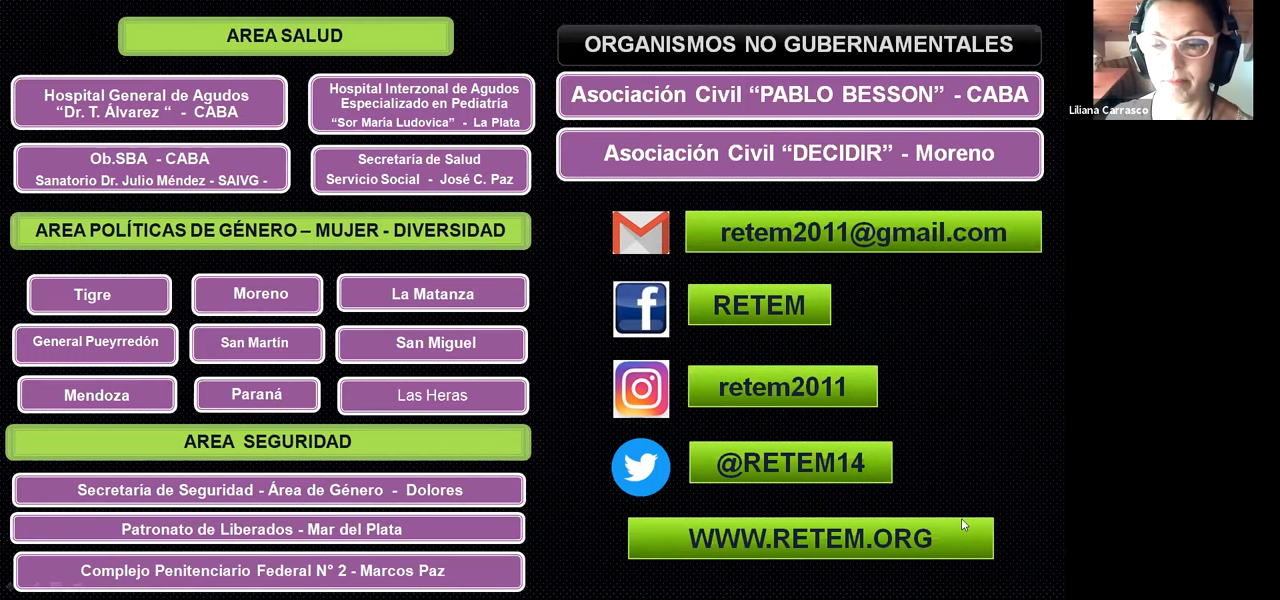 AREA SALUD
Hospital General de Agudos
“Dr. T. Álvarez “ - CABA
Hospital Interzonal de Agudos
Especializado en Pediatría
“Sor María Ludovica” - La Plata
Ob.SBA - CABA
Sanatorio Dr. Julio Méndez - SAIVG -
Secretaría de Salud
Servicio Social - José C. Paz
AREA POLÍTICAS DE GÉNERO – MUJER - DIVERSIDAD
Tigre
Moreno
La Matanza
General Pueyrredón
San Martín
San Miguel
Mendoza
Paraná
Las Heras
AREA SEGURIDAD
Secretaría de Seguridad - Área de Género - Dolores
Patronato de Liberados - Mar del Plata
Complejo Penitenciario Federal N° 2 - Marcos Paz
ORGANISMOS NO GUBERNAMENTALES
Asociación Civil “PABLO BESSON” - CABA
Asociación Civil “DECIDIR” - Moreno
retem2011@gmail.com
RETEM
retem2011
@RETEM14
WWW.RETEM.ORG
Liliana Carrasco